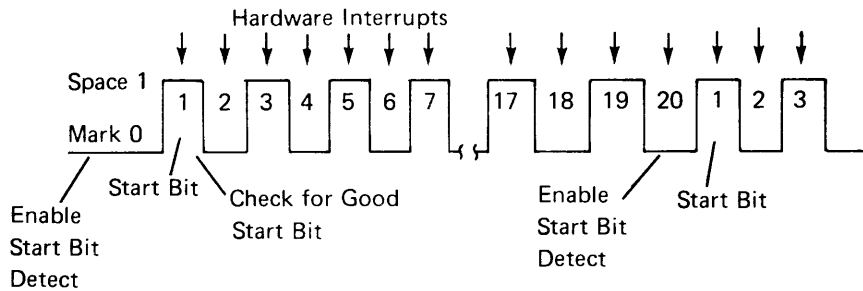 Hardware Interrupts
Space 1
1 2 3 4 5 6 7 17 18 19 20 1 2 3
Mark 0
Start Bit
Check for Good
Start Bit
Enable
Start Bit
Detect
Enable
Start Bit
Detect
Start Bit